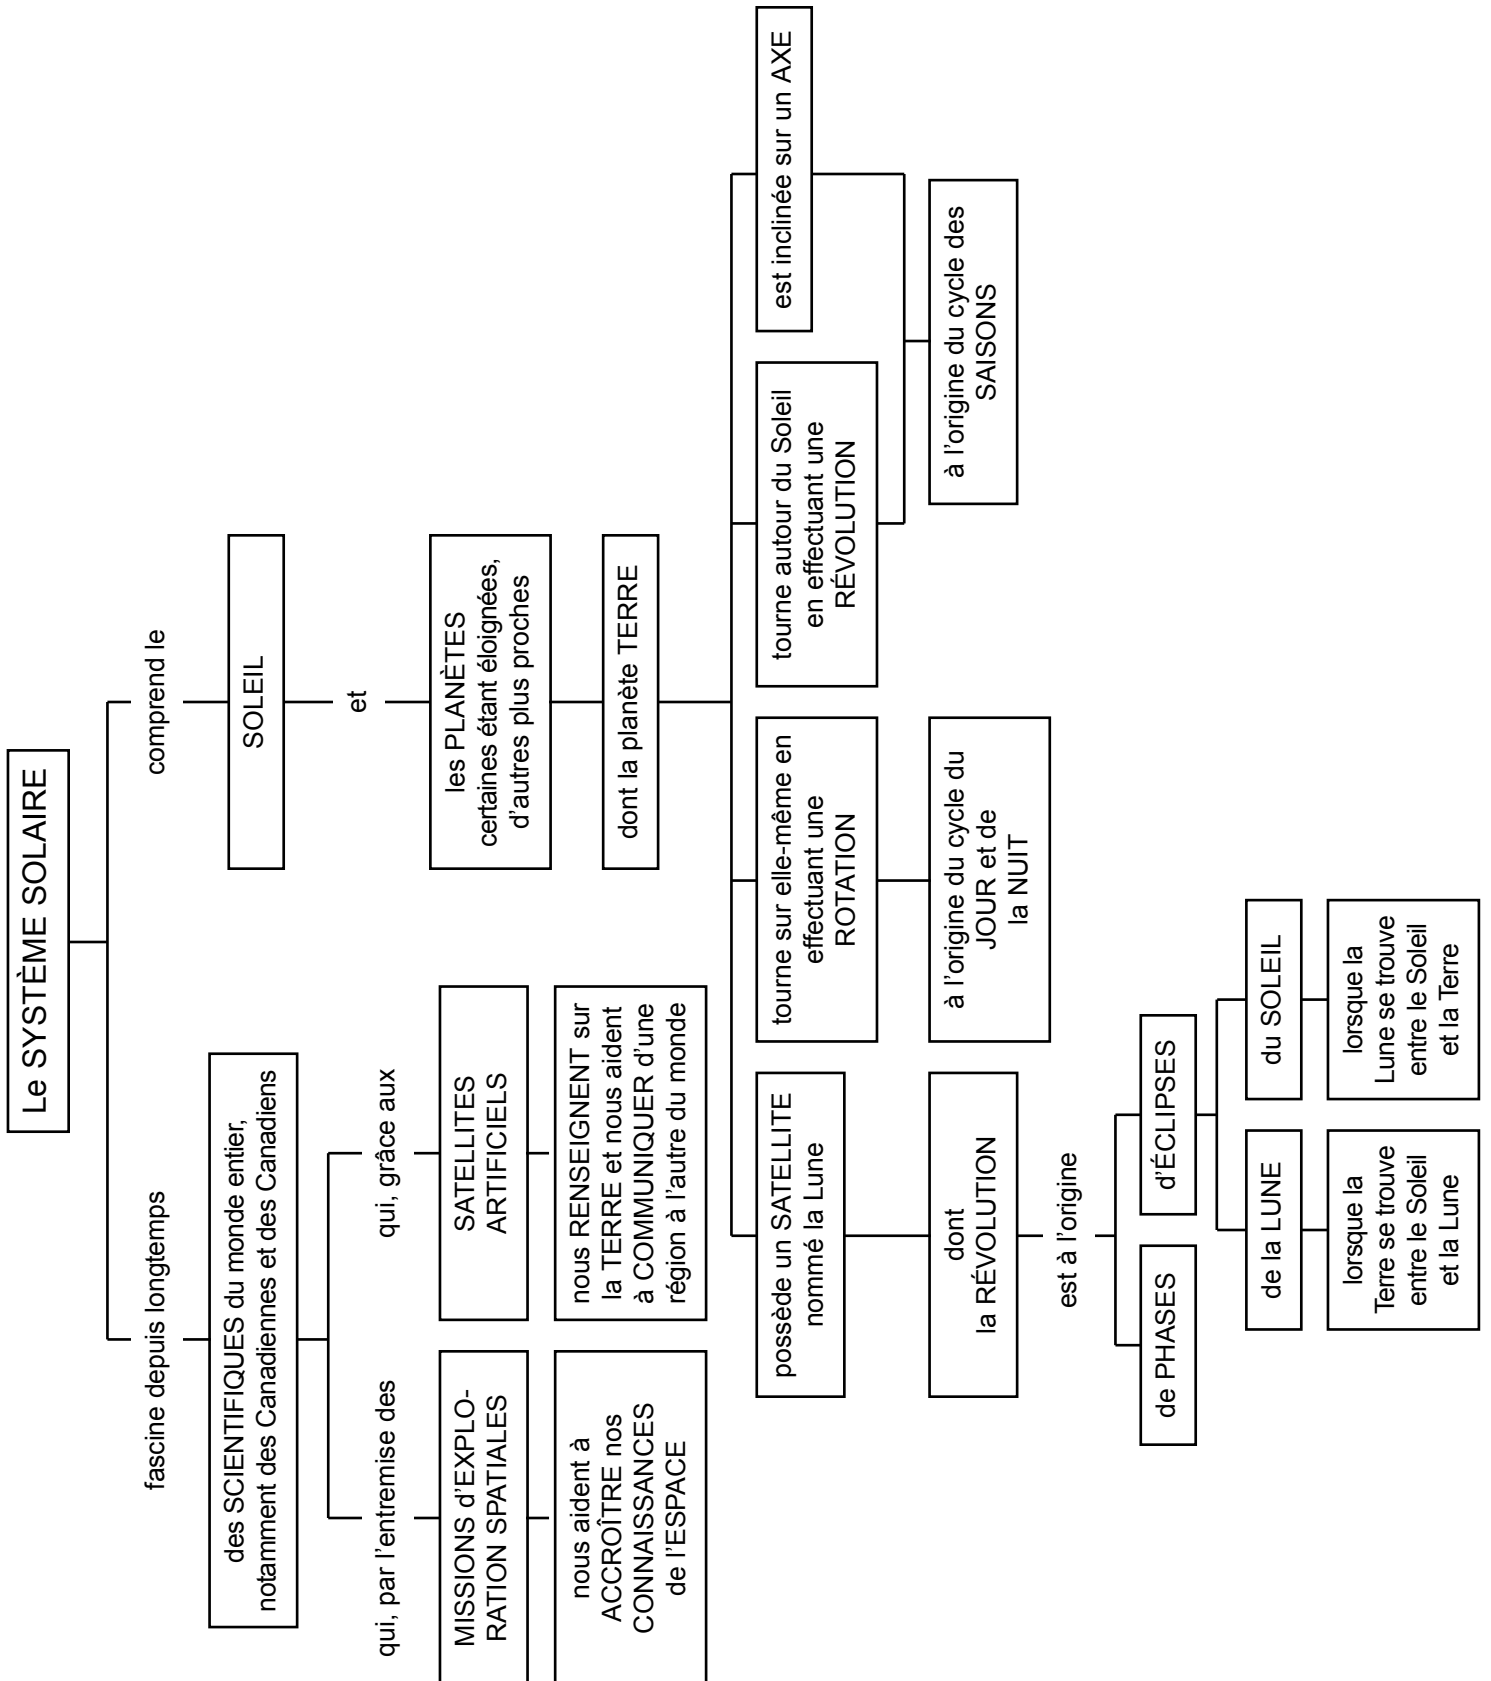 Le SYSTÈME SOLAIRE
fascine depuis longtemps
des SCIENTIFIQUES du monde entier,
notamment des Canadiennes et des Canadiens
qui, par l'entremise des
MISSIONS d'EXPLO-
RATION SPATIALES
nous aident à
ACCROÎTRE nos
CONNAISSANCES
de l'ESPACE
qui, grâce aux
SATELLITES
ARTIFICIELS
nous RENSEIGNENT sur
la TERRE et nous aident
à COMMUNIQUER d'une
région à l'autre du monde
comprend le
SOLEIL
et
les PLANÈTES
certaines étant éloignées,
d'autres plus proches
dont la planète TERRE
possède un SATELLITE
nommé la Lune
dont
la RÉVOLUTION
est à l'origine
de PHASES
d'ÉCLIPSES
de la LUNE
lorsque la
Terre se trouve
entre le Soleil
et la Lune
du SOLEIL
lorsque la
Lune se trouve
entre le Soleil
et la Terre
tourne sur elle-même en
effectuant une
ROTATION
à l'origine du cycle du
JOUR et de
la NUIT
tourne autour du Soleil
en effectuant une
RÉVOLUTION
est inclinée sur un AXE
à l'origine du cycle des
SAISONS